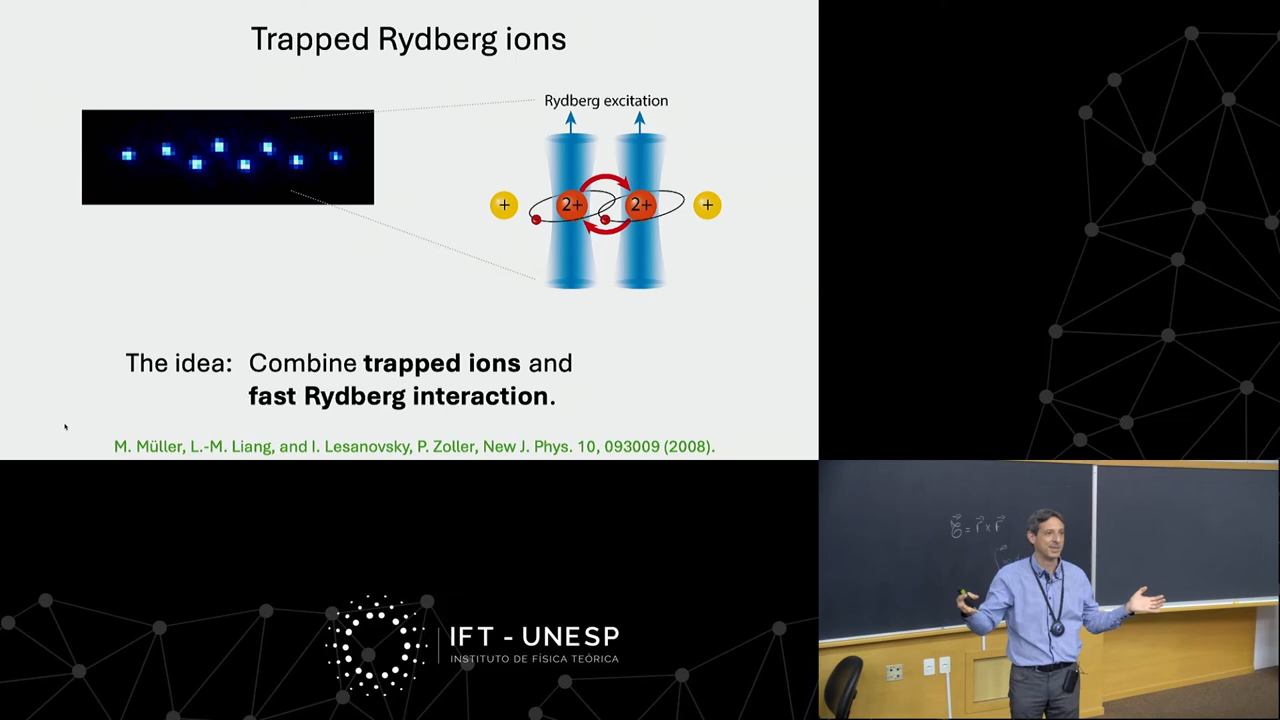 Trapped Rydberg ions
Rydberg excitation
+ 2+ 2+ +
The idea: Combine trapped ions and
fast Rydberg interaction.
M. Müller, L.-M. Liang, and I. Lesanovsky, P. Zoller, New J. Phys. 10, 093009 (2008).
IFT - UNESP
INSTITUTO DE FÍSICA TEÓRICA